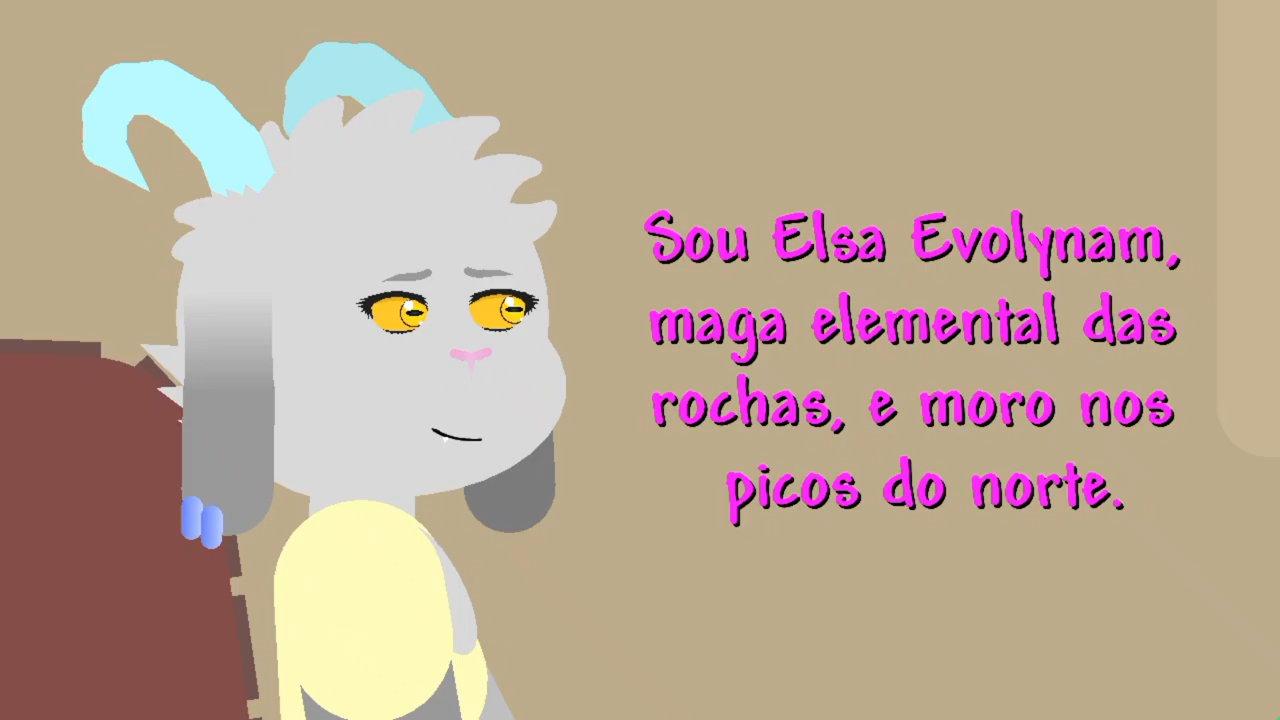 Sou Elsa Evolynam,
maga elemental das
rochas, e moro nos
picos do norte.